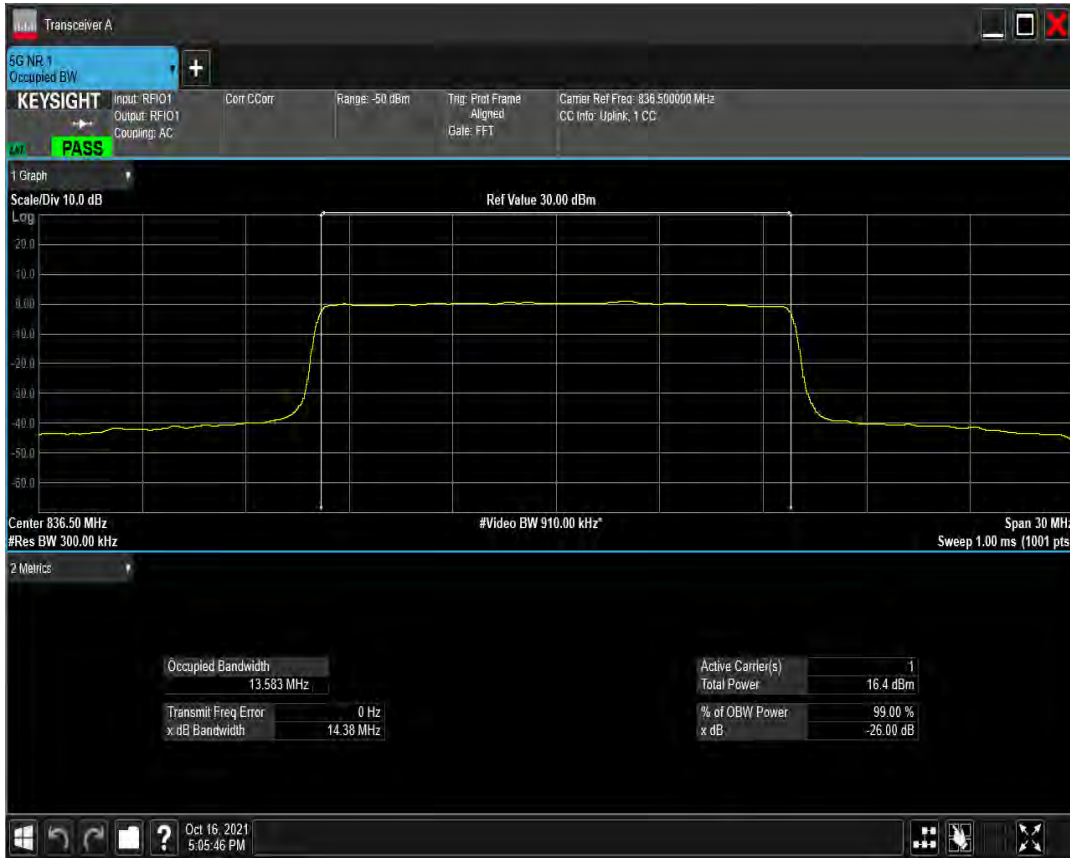 Transceiver A
5G NR 1
Occupied BW
+
KEYSIGHT
PASS
Input: RFIO1
Output: RFIO1
Coupling: AC
Corr CCorr
Range: -50 dBm
Trig: Prot Frame
Aligned
Gate: FFT
Carrier Ref Freq: 836.500000 MHz
CC Info: Uplink, 1 CC
1 Graph
Scale/Div 10.0 dB
Ref Value 30.00 dBm
Log
20.0
10.0
0.00
-10.0
-20.0
-30.0
-40.0
-50.0
-60.0
Center 836.50 MHz
#Video BW 910.00 kHz*
Span 30 MHz
#Res BW 300.00 kHz
Sweep 1.00 ms (1001 pts
2 Metrics
Occupied Bandwidth
13.583 MHz
Transmit Freq Error 0 Hz
x dB Bandwidth 14.38 MHz
Active Carrier(s) 1
Total Power 16.4 dBm
% of OBW Power 99.00 %
x dB -26.00 dB
?
Oct 16, 2021
5:05:46 PM